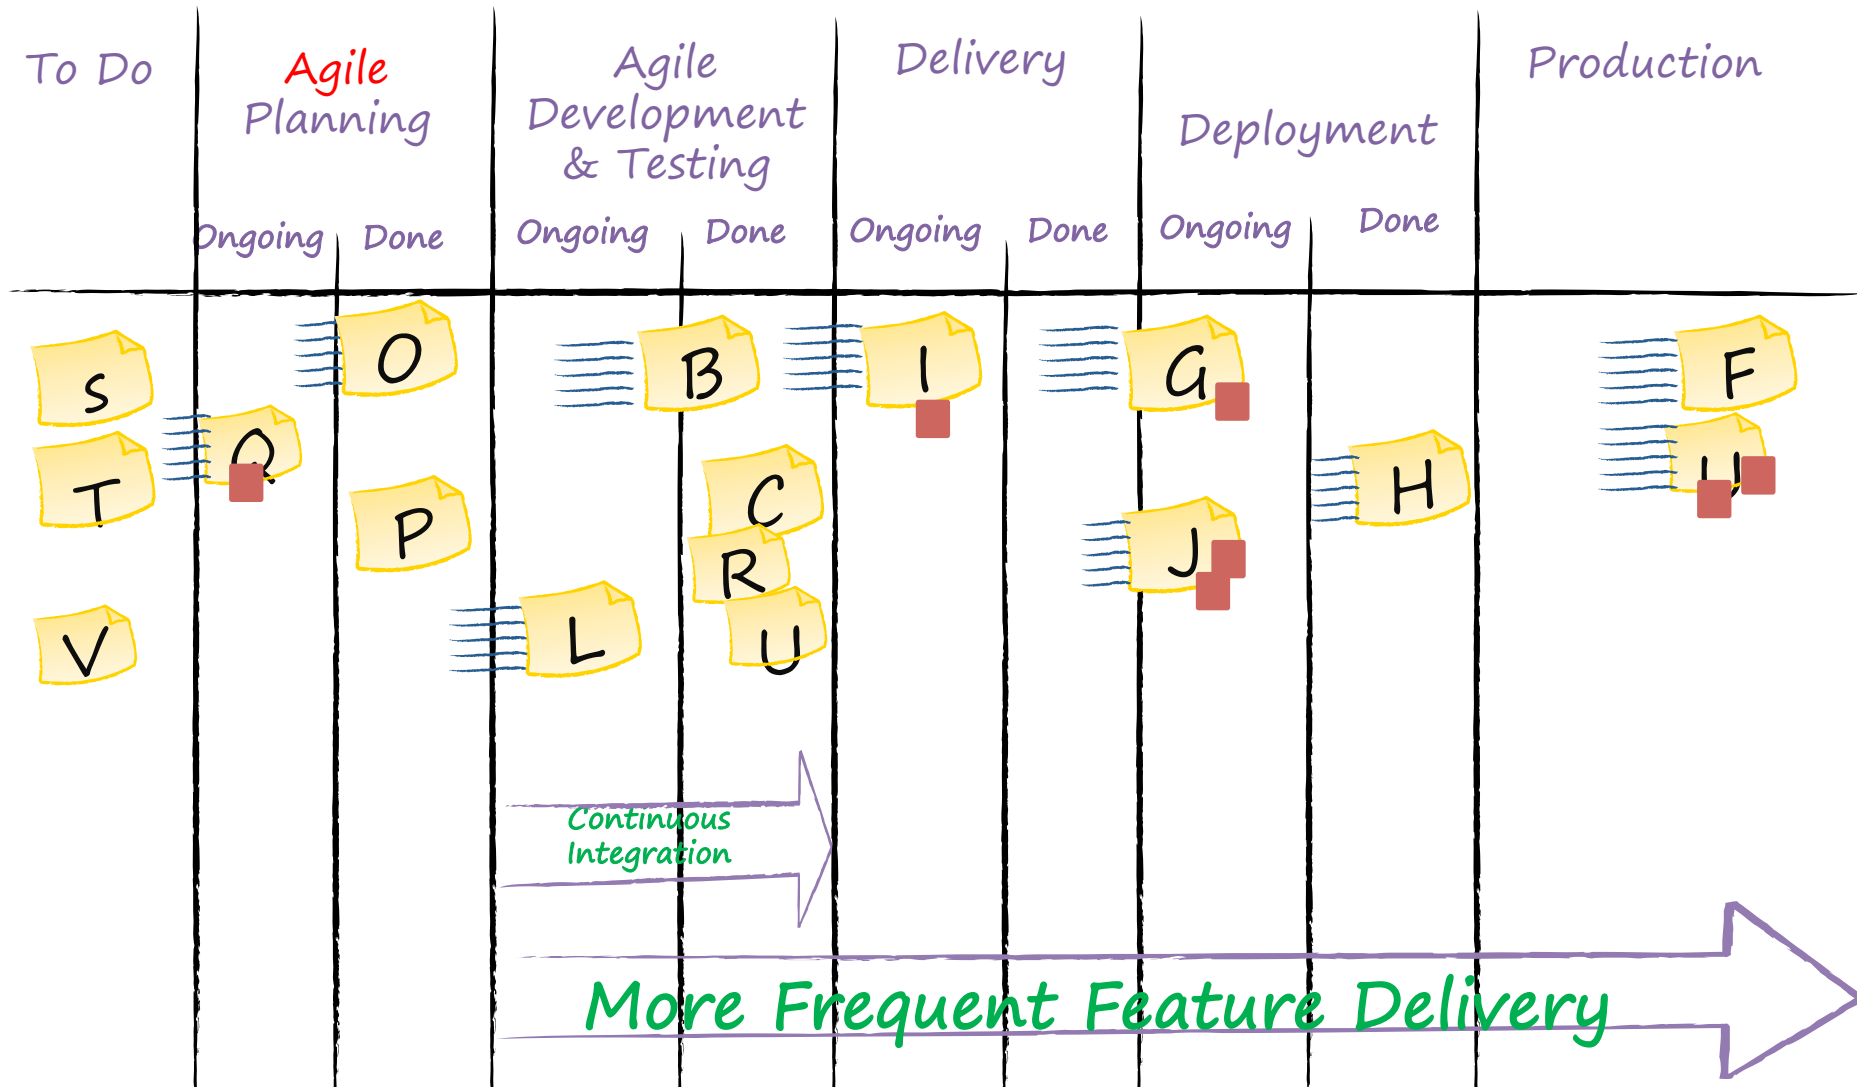 To Do
Agile
Planning
Agile
Development
& Testing
Delivery
Deployment
Production
Ongoing
Done
Ongoing
Done
Ongoing
Done
Ongoing
Done
S
T
V
Q
O
P
B
L
C
R
U
I
G
J
H
F
U
Continuous
Integration
More Frequent Feature Delivery